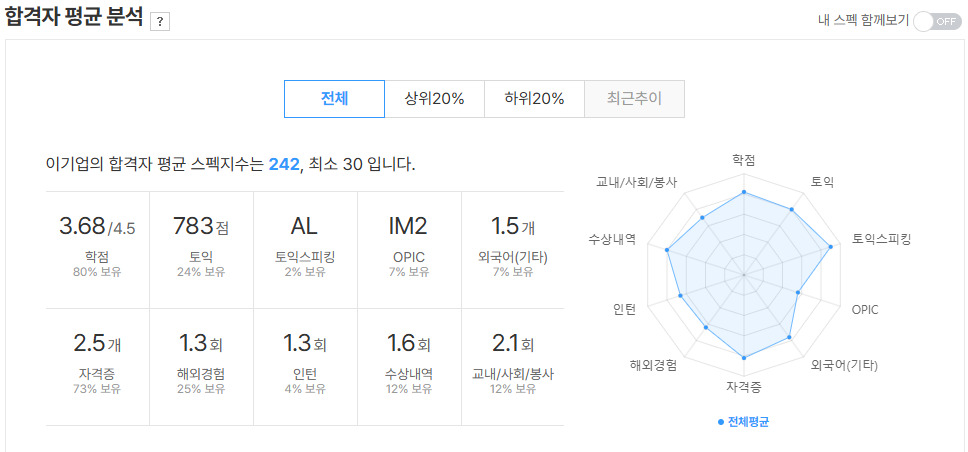 합격자 평균 분석 ?
내 스펙 함께보기 OFF
전체 상위20% 하위20% 최근추이
이기업의 합격자 평균 스펙지수는 242, 최소 30 입니다.
3.68/4.5 783점 AL IM2 1.5개
학점 토익 토익스피킹 OPIC 외국어(기타)
80% 보유 24% 보유 2% 보유 7% 보유 7% 보유
2.5개 1.3회 1.3회 1.6회 2.1회
자격증 해외경험 인턴 수상내역 교내/사회/봉사
73% 보유 25% 보유 4% 보유 12% 보유 12% 보유
학점
교내/사회/봉사 토익
수상내역 토익스피킹
인턴 OPIC
해외경험 외국어(기타)
자격증
전체평균